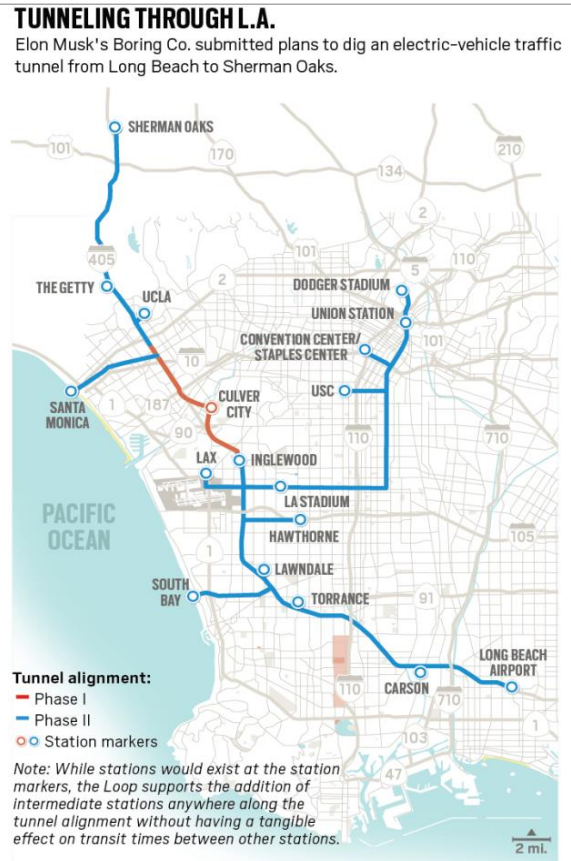 TUNNELING THROUGH L.A.
Elon Musk's Boring Co. submitted plans to dig an electric-vehicle traffic
tunnel from Long Beach to Sherman Oaks.
SHERMAN OAKS
101
170
210
134
2
405
101
5
110
THE GETTY
UCLA
2
DODGER STADIUM
UNION STATION
CONVENTION CENTER/
STAPLES CENTER
101
10
USC
SANTA
MONICA
1
187
CULVER
CITY
90
110
710
LAX
INGLEWOOD
LA STADIUM
PACIFIC
OCEAN
HAWTHORNE
105
1
LAWNDALE
SOUTH
BAY
TORRANCE
91
LONG BEACH
AIRPORT
Tunnel alignment:
Phase I
Phase II
Station markers
110
CARSON
710
1
103
47
Note: While stations would exist at the station
markers, the Loop supports the addition of
intermediate stations anywhere along the
tunnel alignment without having a tangible
effect on transit times between other stations.
2 mi.